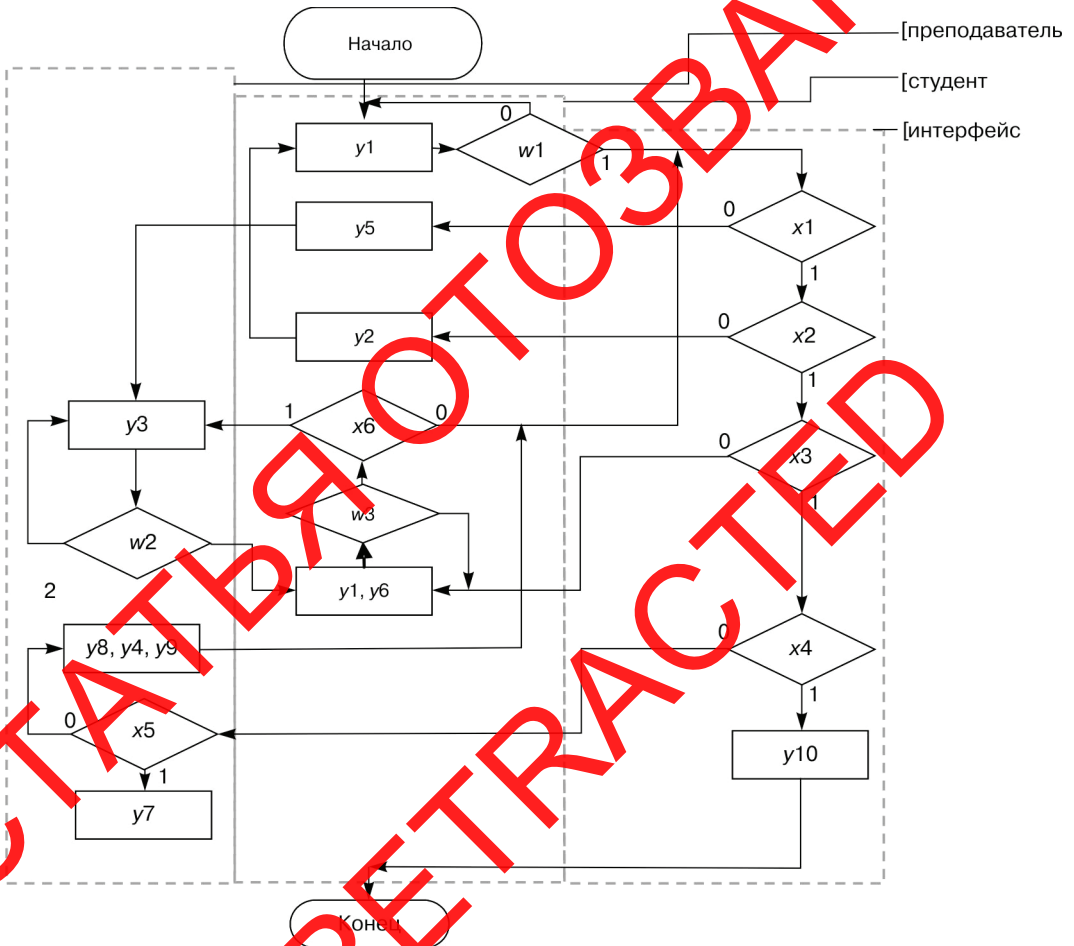 Начало
[преподаватель
[студент
[интерфейс
0
y1
w1
1
0
x1
y5
1
0
x2
y2
1
1
x6
0
y3
0
x3
1
w3
w2
y1, y6
2
0
x4
y8, y4, y9
1
0
x5
y10
1
y7
Конец
СТАТЬЯ ОТОЗВАН
RETRACTED